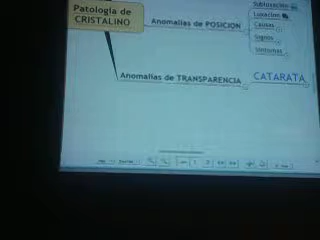 Patología de
CRISTALINO
Anomalías de POSICION
Subluxación
Luxación
Causas
Signos
Síntomas
Anomalías de TRANSPARENCIA
CATARATA